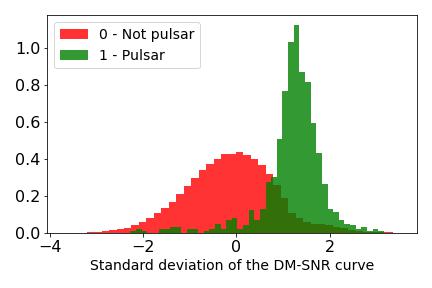 0 - Not pulsar
1 - Pulsar
1.0
0.8
0.6
0.4
0.2
0.0
−4 −2 0 2
Standard deviation of the DM-SNR curve